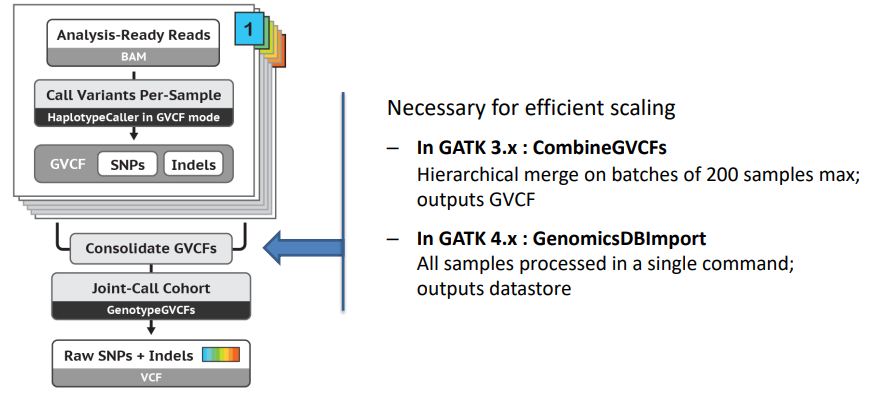 1
Analysis-Ready Reads
BAM
Call Variants Per-Sample
HaplotypeCaller in GVCF mode
GVCF SNPs Indels
Consolidate GVCFs
Joint-Call Cohort
GenotypeGVCFs
Raw SNPs + Indels
VCF
Necessary for efficient scaling
– In GATK 3.x : CombineGVCFs
Hierarchical merge on batches of 200 samples max;
outputs GVCF
– In GATK 4.x : GenomicsDBImport
All samples processed in a single command;
outputs datastore